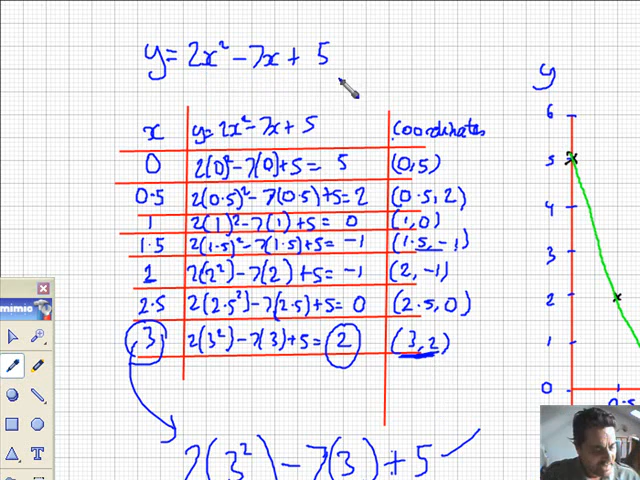 y = 2x² - 7x + 5
x y = 2x² - 7x + 5 Coordinates
0 2(0)² - 7(0) + 5 = 5 (0,5)
0.5 2(0.5)² - 7(0.5) + 5 = 2 (0.5, 2)
1 2(1)² - 7(1) + 5 = 0 (1,0)
1.5 2(1.5)² - 7(1.5) + 5 = -1 (1.5, -1)
2 2(2²) - 7(2) + 5 = -1 (2, -1)
2.5 2(2.5²) - 7(2.5) + 5 = 0 (2.5, 0)
3 2(3²) - 7(3) + 5 = 2 (3,2)
2(3²) - 7(3) + 5 ✓
y
6
5
4
3
2
1
0
0.5
mimio
A